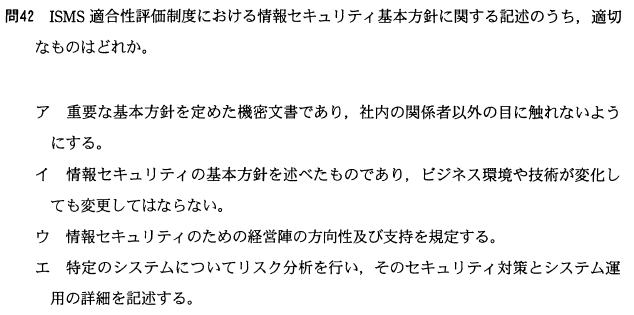 問42 ISMS適合性評価制度における情報セキュリティ基本方針に関する記述のうち，適切
なものはどれか。
ア 重要な基本方針を定めた機密文書であり，社内の関係者以外の目に触れないよう
にする。
イ 情報セキュリティの基本方針を述べたものであり，ビジネス環境や技術が変化し
ても変更してはならない。
ウ 情報セキュリティのための経営陣の方向性及び支持を規定する。
エ 特定のシステムについてリスク分析を行い，そのセキュリティ対策とシステム運
用の詳細を記述する。